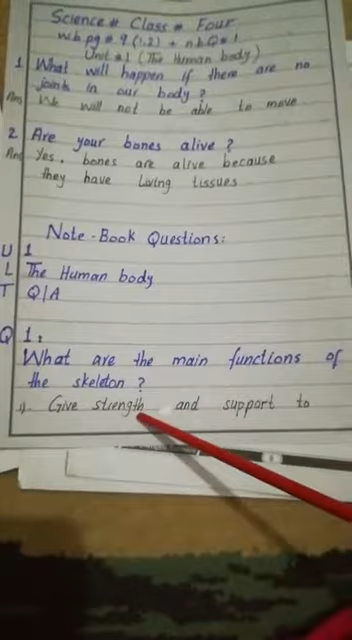 Science # Class = Four
w.b pg # 9 (1,2) + n.b Q # 1
Unit #1 (The Human body)
1 What will happen if there are no
joints in our body?
Ans We will not be able to move
2 Are your bones alive?
Ans Yes, bones are alive because
they have living tissues
Note-Book Questions:
U 1
L The Human body
T Q/A
Q 1:
What are the main functions of
the skeleton?
1). Give strength and support to